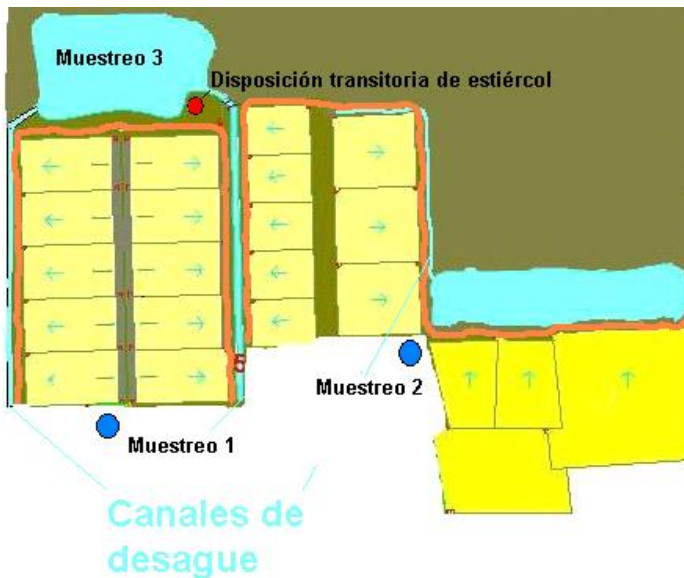 Muestreo 3
Disposición transitoria de estiércol
Muestreo 2
Muestreo 1
Canales de
desague